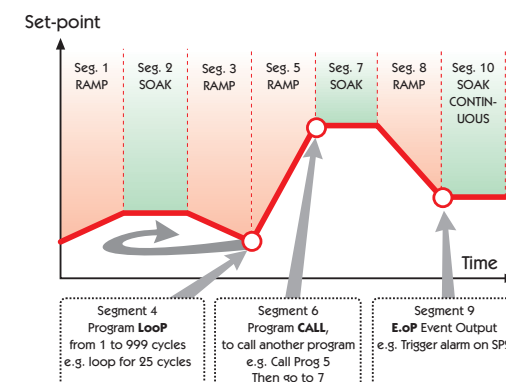 Set-point
Seg. 1
RAMP
Seg. 2
SOAK
Seg. 3
RAMP
Seg. 5
RAMP
Seg. 7
SOAK
Seg. 8
RAMP
Seg. 10
SOAK
CONTIN-
UOUS
Time
Segment 4
Program LooP
from 1 to 999 cycles
e.g. loop for 25 cycles
Segment 6
Program CALL,
to call another program
e.g. Call Prog 5
Then go to 7
Segment 9
E.oP Event Output
e.g. Trigger alarm on